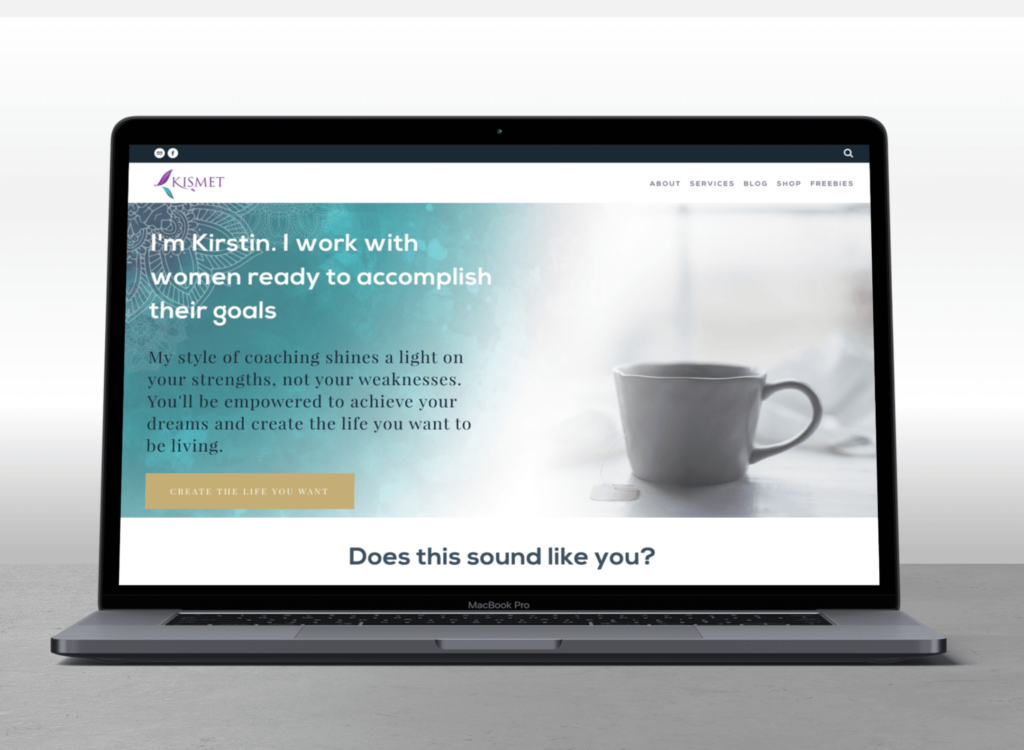 KISMET
ABOUT SERVICES BLOG SHOP FREEBIES
I'm Kirstin. I work with
women ready to accomplish
their goals
My style of coaching shines a light on
your strengths, not your weaknesses.
You'll be empowered to achieve your
dreams and create the life you want to
be living.
CREATE THE LIFE YOU WANT
Does this sound like you?
MacBook Pro